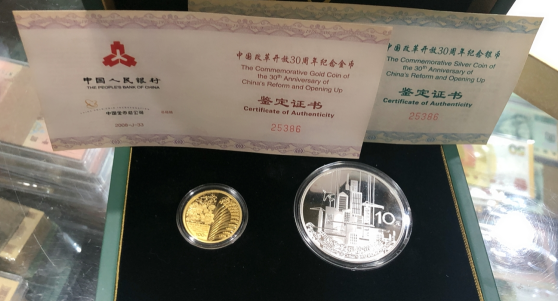 中国人民银行
THE PEOPLE'S BANK OF CHINA
中国改革开放30周年纪念金币
The Commemorative Gold Coin of
the 30th Anniversary of
China's Reform and Opening Up
鉴定证书
Certificate of Authenticity
25386
中国改革开放30周年纪念银币
The Commemorative Silver Coin of
the 30th Anniversary of
China's Reform and Opening Up
鉴定证书
Certificate of Authenticity
25386
10